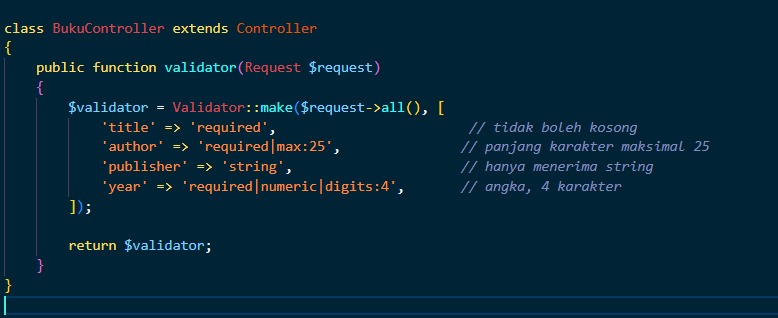 class BukuController extends Controller
{
    public function validator(Request $request)
    {
        $validator = Validator::make($request->all(), [
            'title' => 'required',                        // tidak boleh kosong
            'author' => 'required|max:25',               // panjang karakter maksimal 25
            'publisher' => 'string',                     // hanya menerima string
            'year' => 'required|numeric|digits:4',       // angka, 4 karakter
        ]);

        return $validator;
    }
}